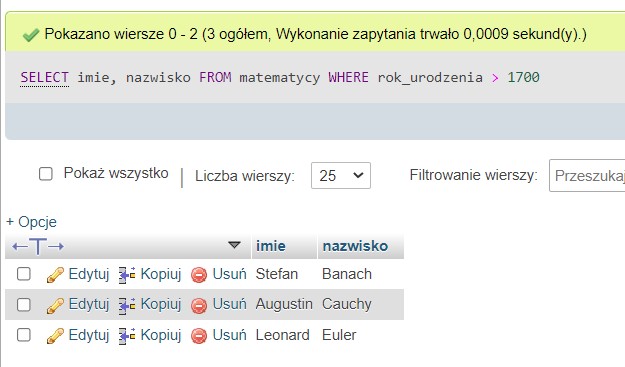 Pokazano wiersze 0 - 2 (3 ogółem, Wykonanie zapytania trwało 0,0009 sekund(y).)
SELECT imie, nazwisko FROM matematycy WHERE rok_urodzenia > 1700
Pokaż wszystko | Liczba wierszy: 25 Filtrowanie wierszy: Przeszukaj
+ Opcje
←T→ imie nazwisko
Edytuj Kopiuj Usuń Stefan Banach
Edytuj Kopiuj Usuń Augustin Cauchy
Edytuj Kopiuj Usuń Leonard Euler